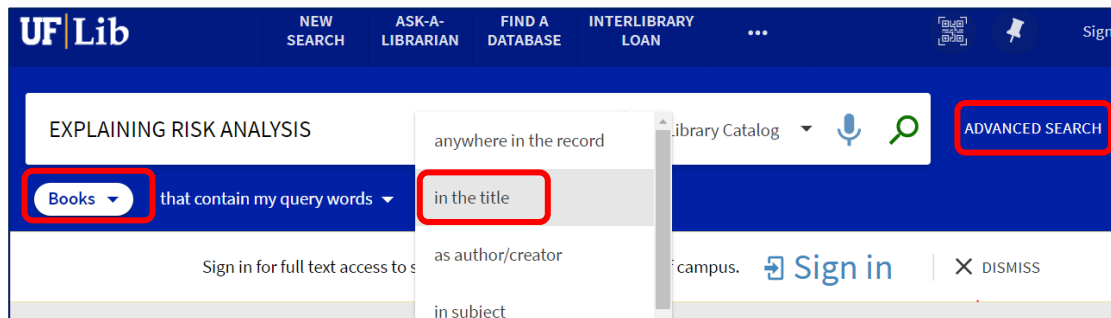 UF|Lib
NEW SEARCH
ASK-A-LIBRARIAN
FIND A DATABASE
INTERLIBRARY LOAN
•••
Sign
EXPLAINING RISK ANALYSIS
anywhere in the record
Library Catalog
ADVANCED SEARCH
Books
that contain my query words
in the title
Sign in for full text access to s
as author/creator
campus.
Sign in
DISMISS
in subject